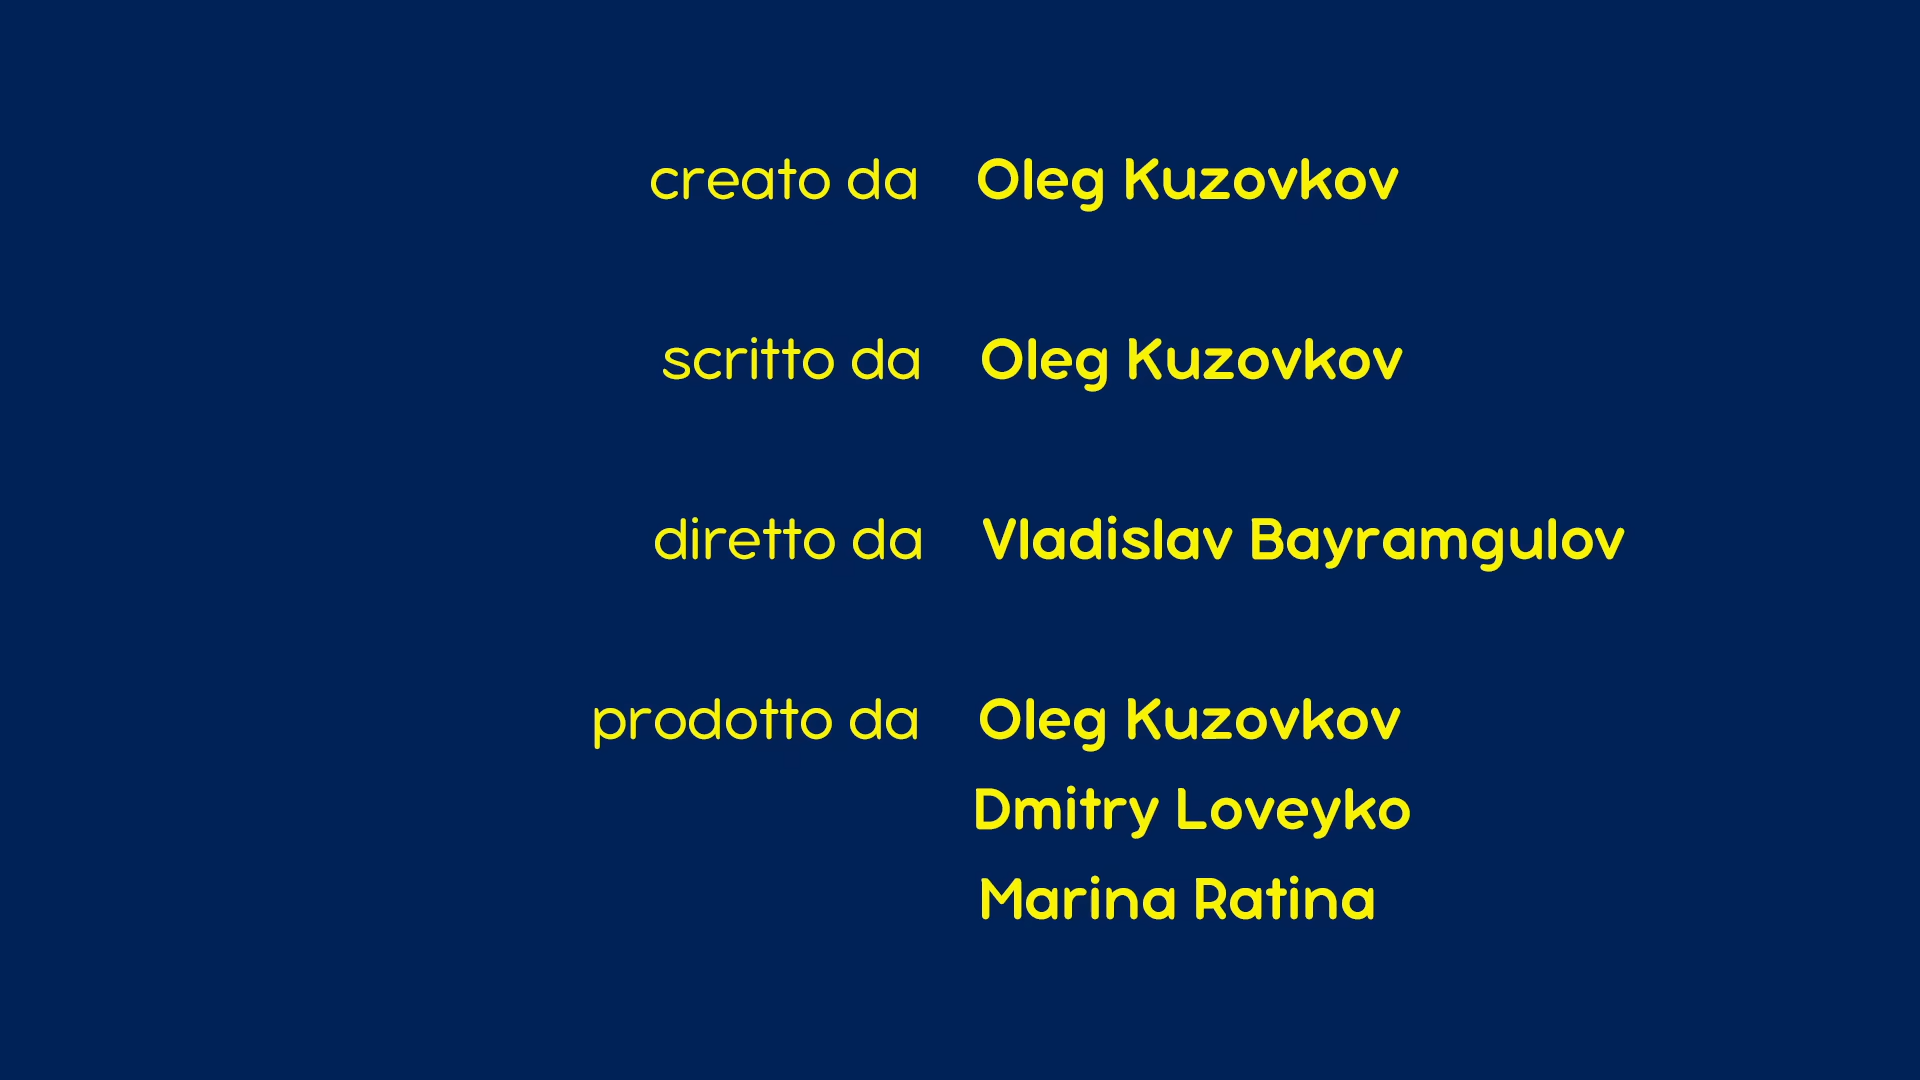 creato da Oleg Kuzovkov
scritto da Oleg Kuzovkov
diretto da Vladislav Bayramgulov
prodotto da Oleg Kuzovkov
Dmitry Loveyko
Marina Ratina